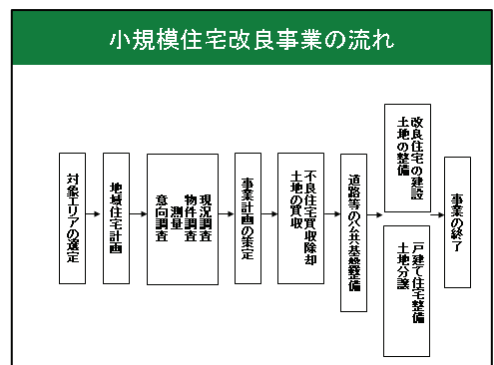 小規模住宅改良事業の流れ
対象エリアの選定
地域住宅計画
現況調査
物件調査
測量
意向調査
事業計画の策定
不良住宅買収除却
土地の買収
道路等の公共基盤整備
改良住宅の建設
土地の整備
一戸建て住宅整備
土地分譲
事業の終了